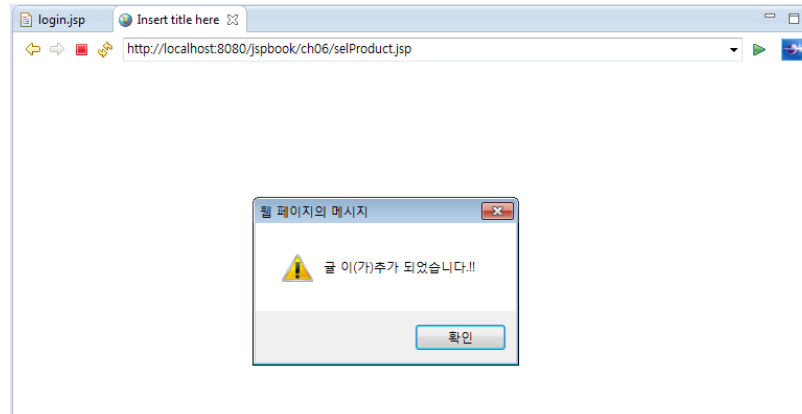 login.jsp
Insert title here
http://localhost:8080/jspbook/ch06/selProduct.jsp
웹 페이지의 메시지
귤 이(가)추가 되었습니다.!!
확인